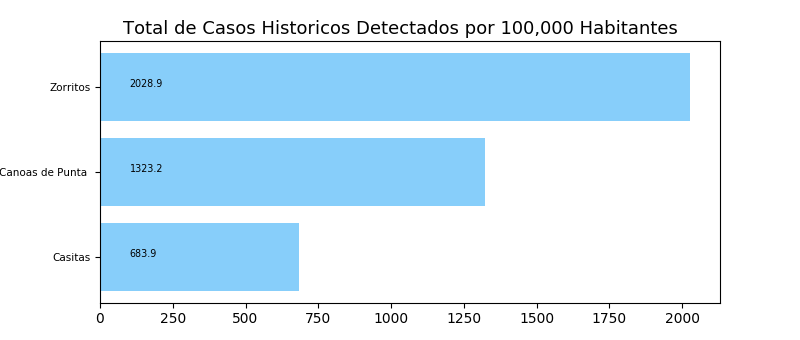 Total de Casos Historicos Detectados por 100,000 Habitantes
Zorritos
2028.9
Canoas de Punta
1323.2
Casitas
683.9
0 250 500 750 1000 1250 1500 1750 2000